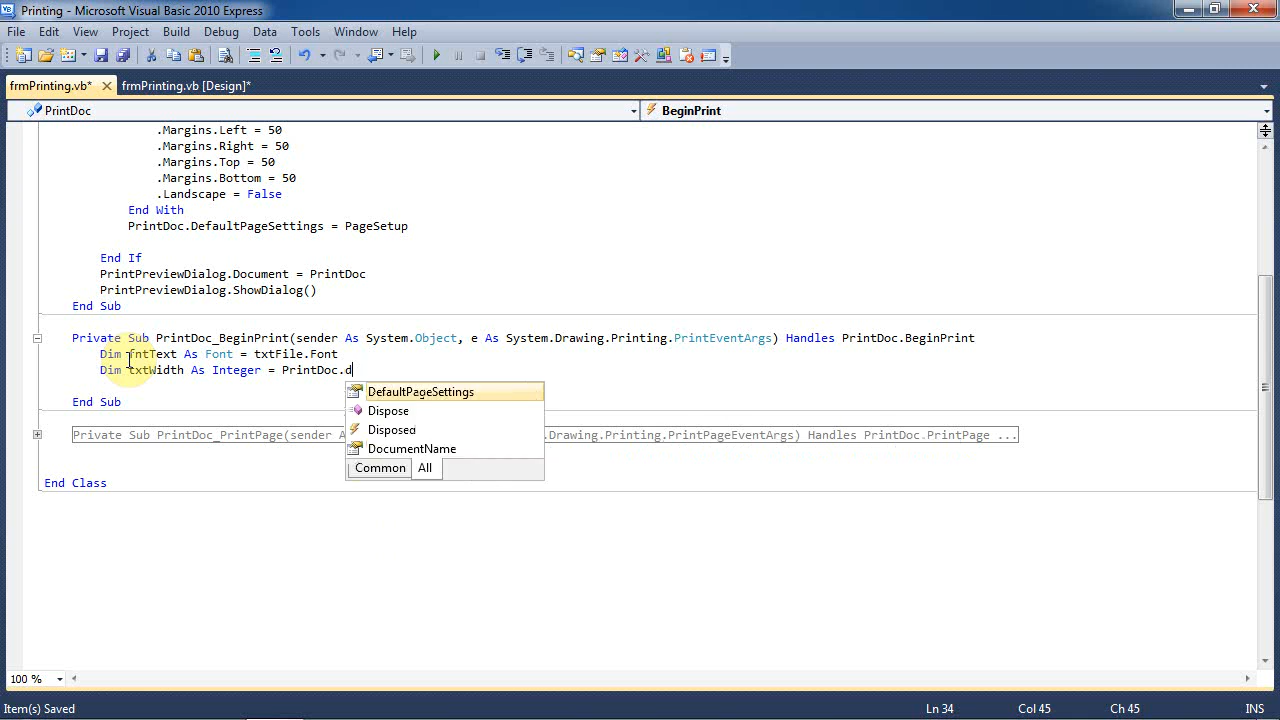 Printing - Microsoft Visual Basic 2010 Express
File Edit View Project Build Debug Data Tools Window Help
frmPrinting.vb* frmPrinting.vb [Design]*
PrintDoc BeginPrint
.Margins.Left = 50
.Margins.Right = 50
.Margins.Top = 50
.Margins.Bottom = 50
.Landscape = False
End With
PrintDoc.DefaultPageSettings = PageSetup
End If
PrintPreviewDialog.Document = PrintDoc
PrintPreviewDialog.ShowDialog()
End Sub
Private Sub PrintDoc_BeginPrint(sender As System.Object, e As System.Drawing.Printing.PrintEventArgs) Handles PrintDoc.BeginPrint
Dim fntText As Font = txtFile.Font
Dim txtWidth As Integer = PrintDoc.d
DefaultPageSettings
End Sub
Dispose
Disposed
Private Sub PrintDoc_PrintPage(sender A .Drawing.Printing.PrintPageEventArgs) Handles PrintDoc.PrintPage ...
DocumentName
Common All
End Class
100 %
Item(s) Saved Ln 34 Col 45 Ch 45 INS